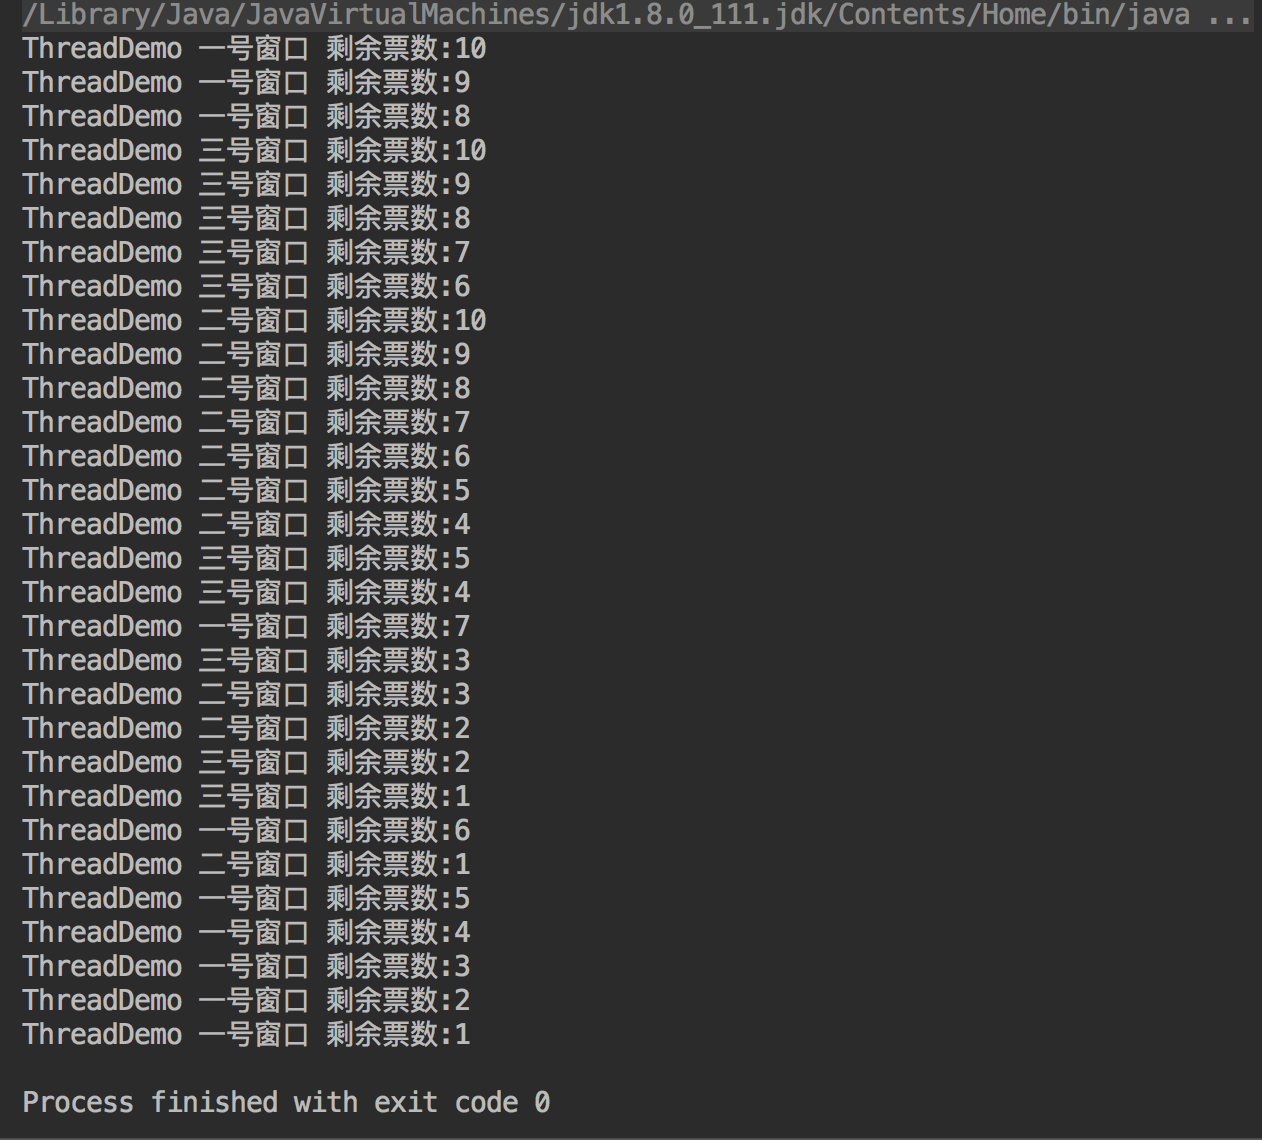 /Library/Java/JavaVirtualMachines/jdk1.8.0_111.jdk/Contents/Home/bin/java ...
ThreadDemo 一号窗口 剩余票数:10
ThreadDemo 一号窗口 剩余票数:9
ThreadDemo 一号窗口 剩余票数:8
ThreadDemo 三号窗口 剩余票数:10
ThreadDemo 三号窗口 剩余票数:9
ThreadDemo 三号窗口 剩余票数:8
ThreadDemo 三号窗口 剩余票数:7
ThreadDemo 三号窗口 剩余票数:6
ThreadDemo 二号窗口 剩余票数:10
ThreadDemo 二号窗口 剩余票数:9
ThreadDemo 二号窗口 剩余票数:8
ThreadDemo 二号窗口 剩余票数:7
ThreadDemo 二号窗口 剩余票数:6
ThreadDemo 二号窗口 剩余票数:5
ThreadDemo 二号窗口 剩余票数:4
ThreadDemo 三号窗口 剩余票数:5
ThreadDemo 三号窗口 剩余票数:4
ThreadDemo 一号窗口 剩余票数:7
ThreadDemo 三号窗口 剩余票数:3
ThreadDemo 二号窗口 剩余票数:3
ThreadDemo 二号窗口 剩余票数:2
ThreadDemo 三号窗口 剩余票数:2
ThreadDemo 三号窗口 剩余票数:1
ThreadDemo 一号窗口 剩余票数:6
ThreadDemo 二号窗口 剩余票数:1
ThreadDemo 一号窗口 剩余票数:5
ThreadDemo 一号窗口 剩余票数:4
ThreadDemo 一号窗口 剩余票数:3
ThreadDemo 一号窗口 剩余票数:2
ThreadDemo 一号窗口 剩余票数:1
Process finished with exit code 0